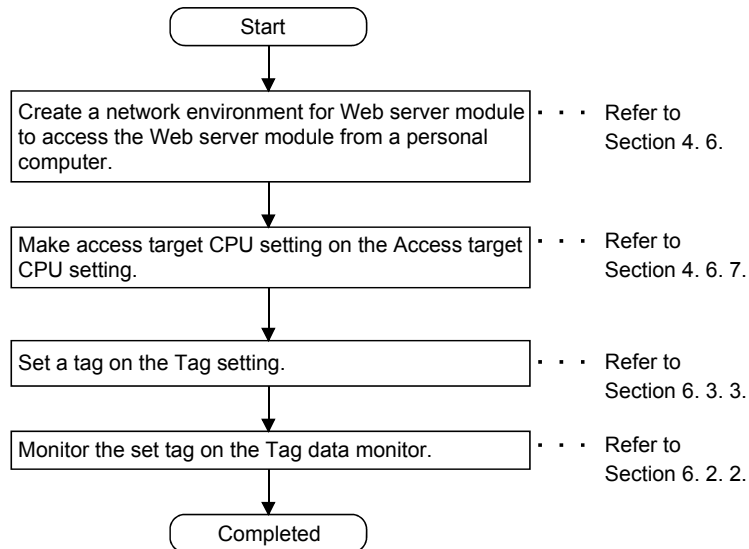 Start
Create a network environment for Web server module
to access the Web server module from a personal
computer.
· · · Refer to
Section 4. 6.
Make access target CPU setting on the Access target
CPU setting.
· · · Refer to
Section 4. 6. 7.
Set a tag on the Tag setting.
· · · Refer to
Section 6. 3. 3.
Monitor the set tag on the Tag data monitor.
· · · Refer to
Section 6. 2. 2.
Completed